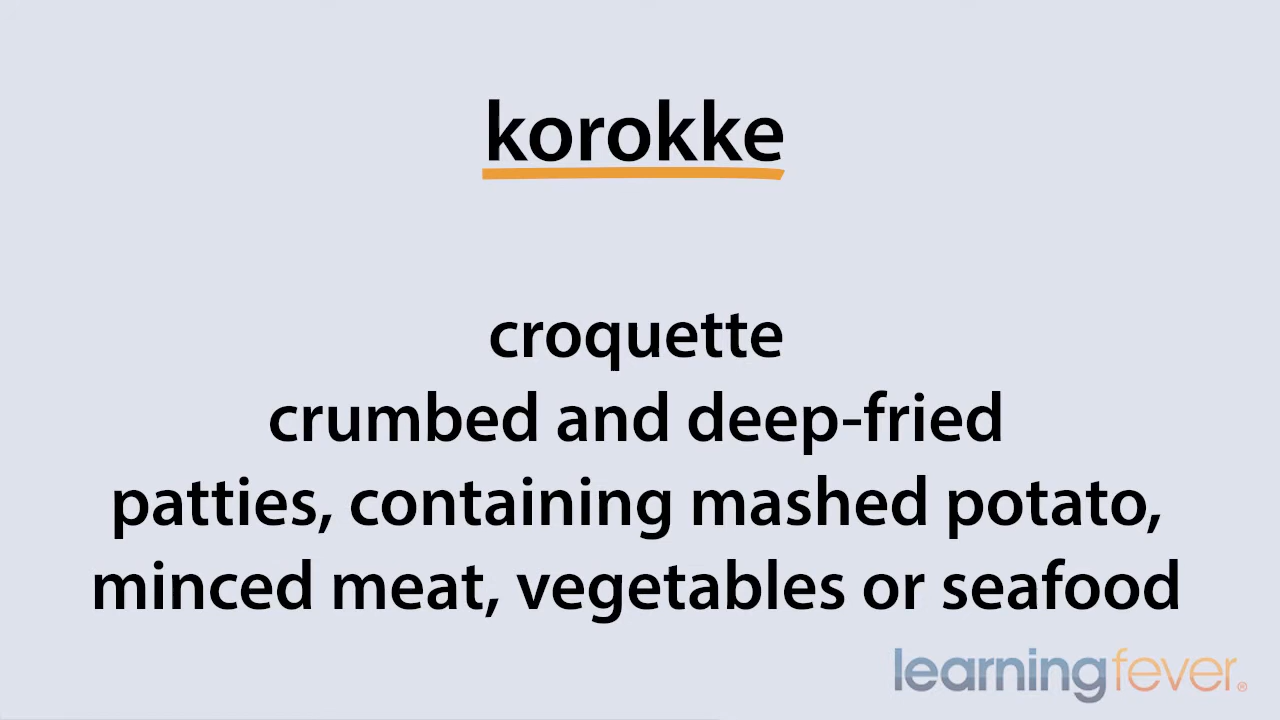 korokke
croquette
crumbed and deep-fried
patties, containing mashed potato,
minced meat, vegetables or seafood
learningfever®